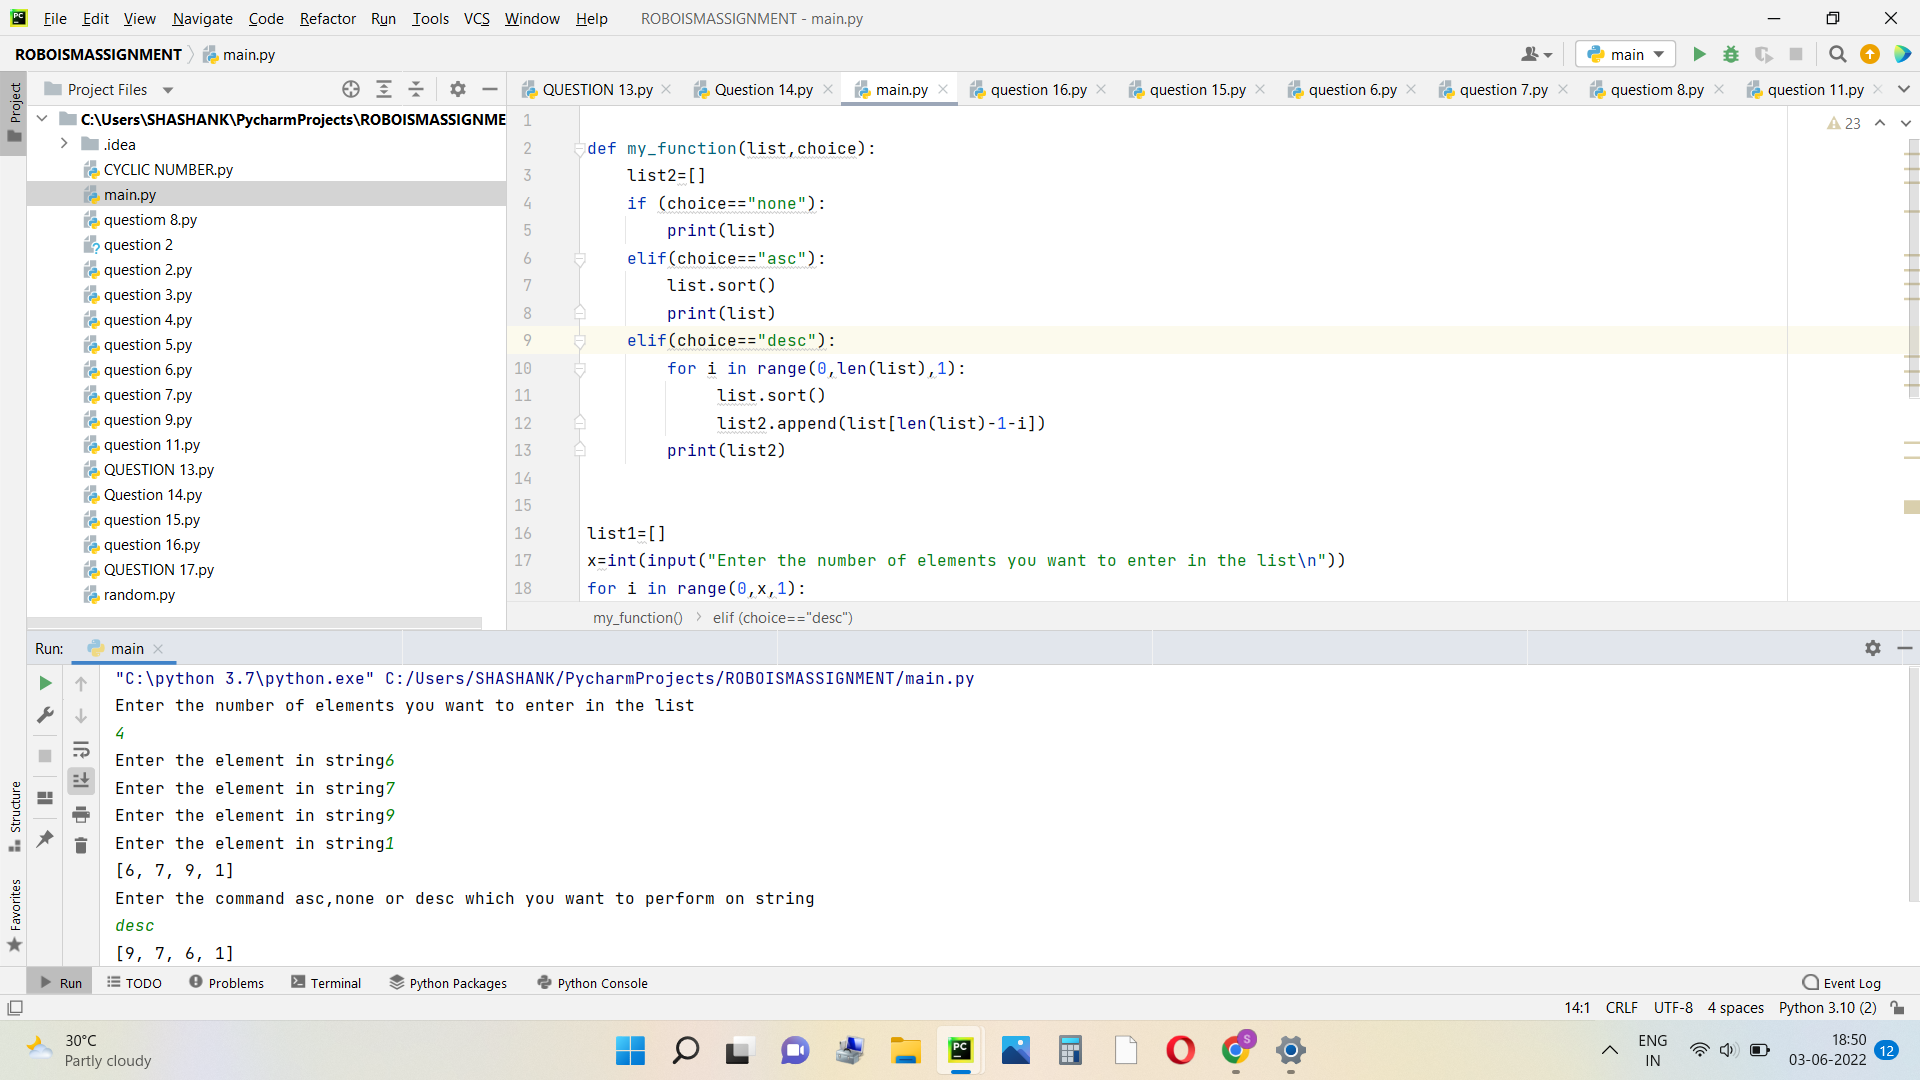 File Edit View Navigate Code Refactor Run Tools VCS Window Help ROBOISMASSIGNMENT - main.py
ROBOISMASSIGNMENT main.py main
Project Files
QUESTION 13.py Question 14.py main.py question 16.py question 15.py question 6.py question 7.py questiom 8.py question 11.py
Project
C:\Users\SHASHANK\PycharmProjects\ROBOISMASSIGNME
.idea
CYCLIC NUMBER.py
main.py
questiom 8.py
question 2
question 2.py
question 3.py
question 4.py
question 5.py
question 6.py
question 7.py
question 9.py
question 11.py
QUESTION 13.py
Question 14.py
question 15.py
question 16.py
QUESTION 17.py
random.py
23
1
2 def my_function(list,choice):
3 list2=[]
4 if (choice=="none"):
5 print(list)
6 elif(choice=="asc"):
7 list.sort()
8 print(list)
9 elif(choice=="desc"):
10 for i in range(0,len(list),1):
11 list.sort()
12 list2.append(list[len(list)-1-i])
13 print(list2)
14
15
16 list1=[]
17 x=int(input("Enter the number of elements you want to enter in the list\n"))
18 for i in range(0,x,1):
my_function() elif (choice=="desc")
Run: main
"C:\python 3.7\python.exe" C:/Users/SHASHANK/PycharmProjects/ROBOISMASSIGNMENT/main.py
Enter the number of elements you want to enter in the list
4
Enter the element in string6
Enter the element in string7
Enter the element in string9
Enter the element in string1
[6, 7, 9, 1]
Enter the command asc,none or desc which you want to perform on string
desc
[9, 7, 6, 1]
Structure
Favorites
Run TODO Problems Terminal Python Packages Python Console Event Log
14:1 CRLF UTF-8 4 spaces Python 3.10 (2)
30°C
Partly cloudy
PC
S
ENG
IN
18:50
03-06-2022
12